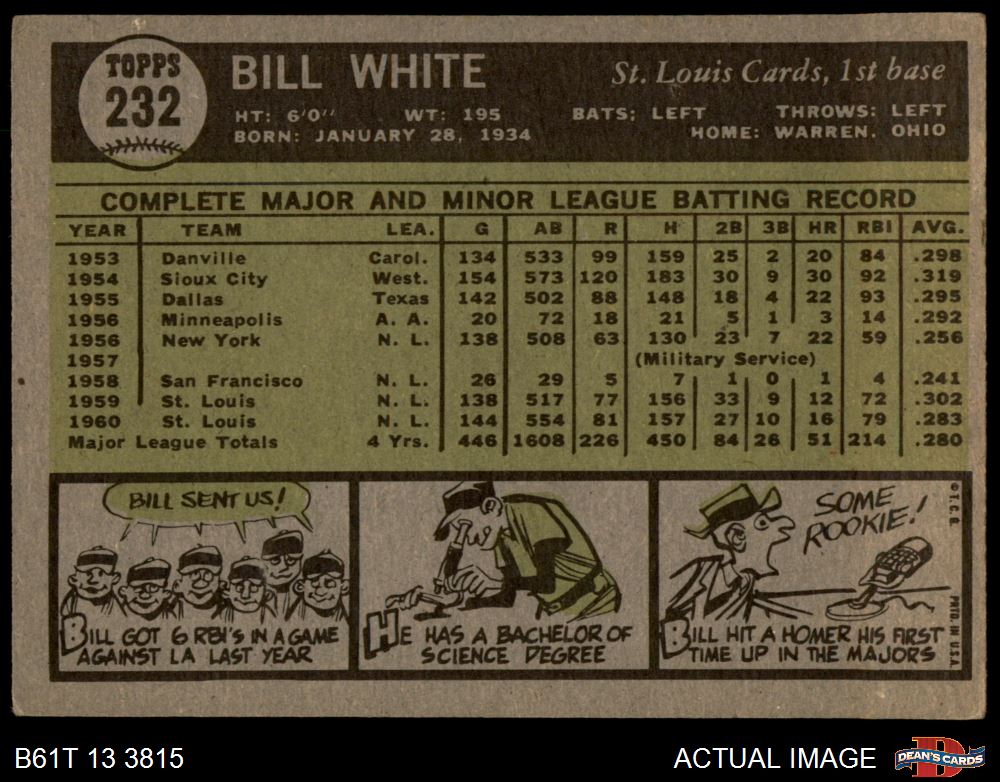 TOPPS
232
BILL WHITE
St. Louis Cards, 1st base
HT: 6'0'' WT: 195 BATS: LEFT THROWS: LEFT
BORN: JANUARY 28, 1934 HOME: WARREN, OHIO
COMPLETE MAJOR AND MINOR LEAGUE BATTING RECORD
YEAR TEAM LEA. G AB R H 2B 3B HR RBI AVG.
1953 Danville Carol. 134 533 99 159 25 2 20 84 .298
1954 Sioux City West. 154 573 120 183 30 9 30 92 .319
1955 Dallas Texas 142 502 88 148 18 4 22 93 .295
1956 Minneapolis A. A. 20 72 18 21 5 1 3 14 .292
1956 New York N. L. 138 508 63 130 23 7 22 59 .256
1957 (Military Service)
1958 San Francisco N. L. 26 29 5 7 1 0 1 4 .241
1959 St. Louis N. L. 138 517 77 156 33 9 12 72 .302
1960 St. Louis N. L. 144 554 81 157 27 10 16 79 .283
Major League Totals 4 Yrs. 446 1608 226 450 84 26 51 214 .280
BILL SENT US!
BILL GOT 6 RBI'S IN A GAME
AGAINST LA LAST YEAR
HE HAS A BACHELOR OF
SCIENCE DEGREE
SOME
ROOKIE!
BILL HIT A HOMER HIS FIRST
TIME UP IN THE MAJORS
© T. C. G. PRTD. IN U.S.A.
B61T 13 3815
ACTUAL IMAGE
D
DEAN'S CARDS